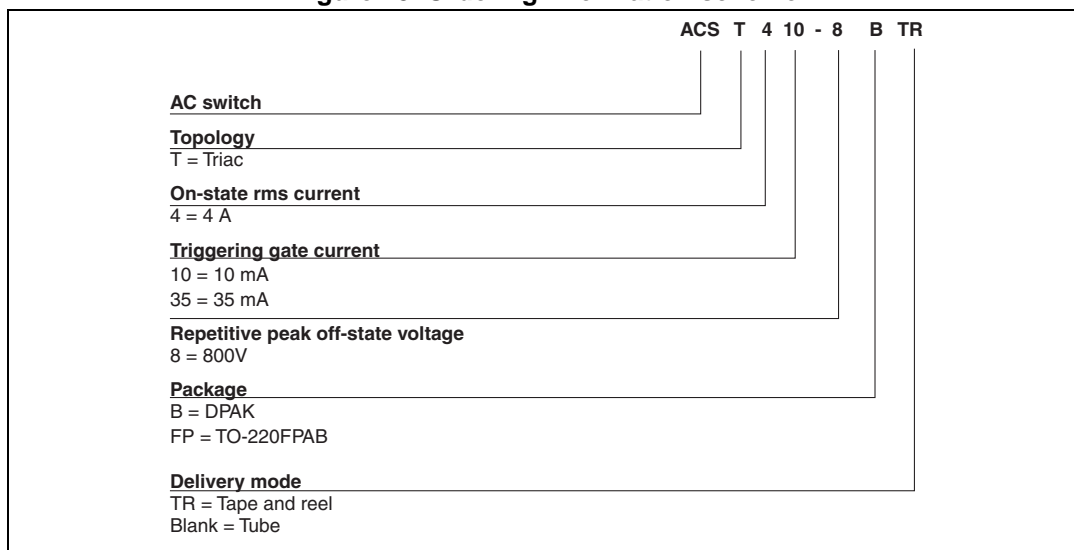 ACS T 4 10 - 8 B TR
AC switch
Topology
T = Triac
On-state rms current
4 = 4 A
Triggering gate current
10 = 10 mA
35 = 35 mA
Repetitive peak off-state voltage
8 = 800V
Package
B = DPAK
FP = TO-220FPAB
Delivery mode
TR = Tape and reel
Blank = Tube